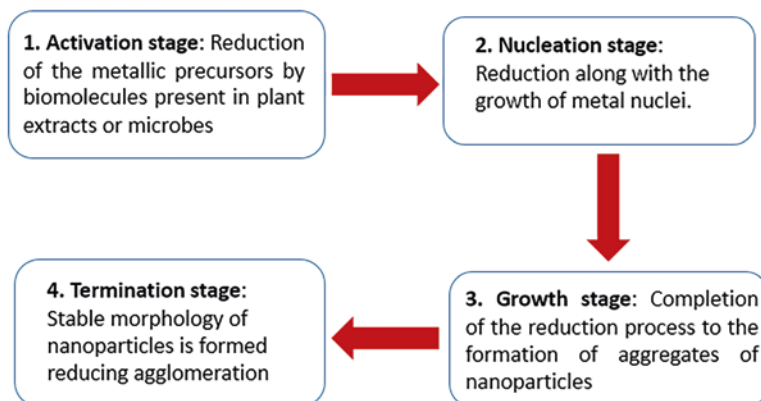 1. Activation stage: Reduction
of the metallic precursors by
biomolecules present in plant
extracts or microbes
2. Nucleation stage:
Reduction along with the
growth of metal nuclei.
3. Growth stage: Completion
of the reduction process to the
formation of aggregates of
nanoparticles
4. Termination stage:
Stable morphology of
nanoparticles is formed
reducing agglomeration